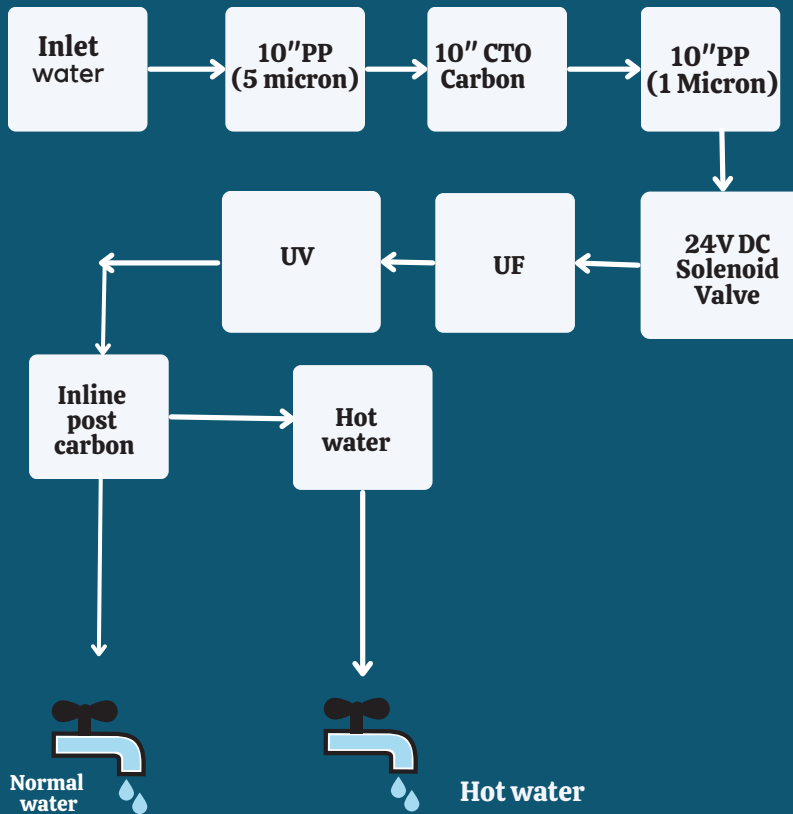 Inlet
water
10"PP
(5 micron)
10" CTO
Carbon
10"PP
(1 Micron)
24V DC
Solenoid
Valve
UF
UV
Inline
post
carbon
Hot
water
Normal
water
Hot water